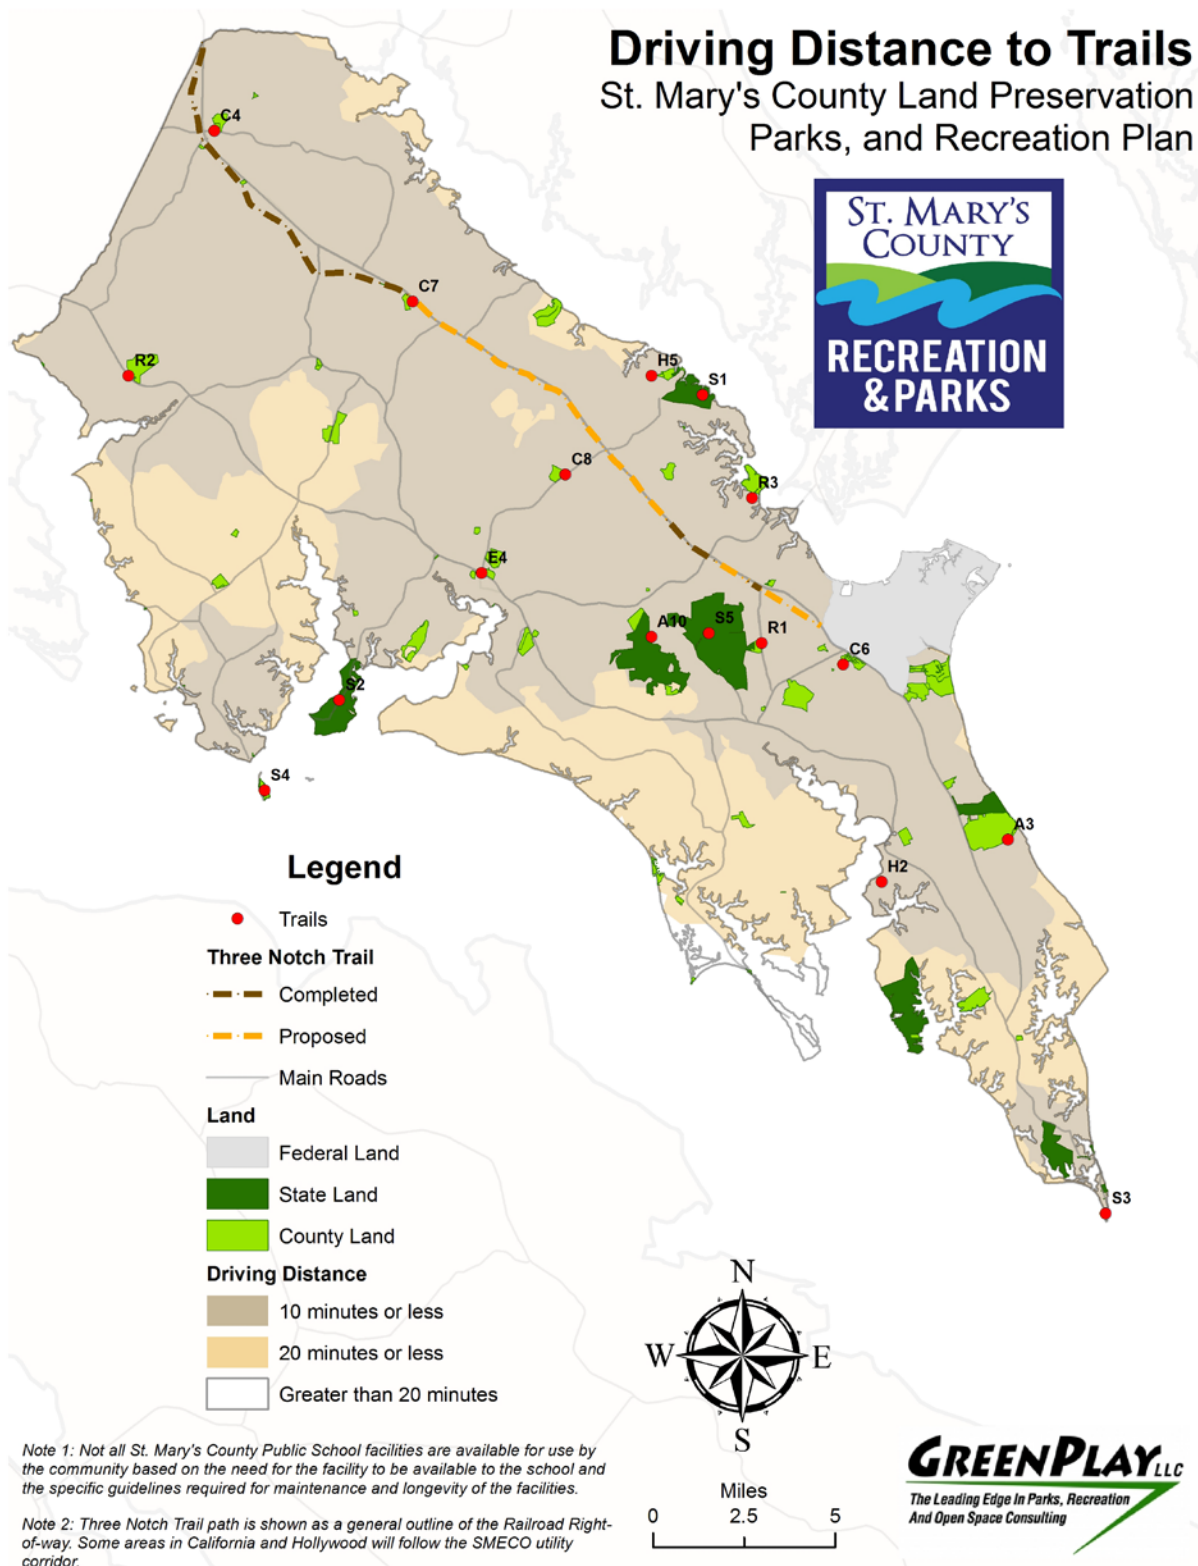 Driving Distance to Trails
St. Mary's County Land Preservation
Parks, and Recreation Plan
ST. MARY'S
COUNTY
RECREATION
& PARKS
C4
C7
R2
H5
S1
C8
R3
E4
A10
S5
R1
C6
S2
S4
A3
H2
S3
Legend
Trails
Three Notch Trail
Completed
Proposed
Main Roads
Land
Federal Land
State Land
County Land
Driving Distance
10 minutes or less
20 minutes or less
Greater than 20 minutes
N
W E
S
Miles
0 2.5 5
Note 1: Not all St. Mary's County Public School facilities are available for use by
the community based on the need for the facility to be available to the school and
the specific guidelines required for maintenance and longevity of the facilities.
Note 2: Three Notch Trail path is shown as a general outline of the Railroad Right-
of-way. Some areas in California and Hollywood will follow the SMECO utility
corridor.
GREENPLAY LLC
The Leading Edge In Parks, Recreation
And Open Space Consulting